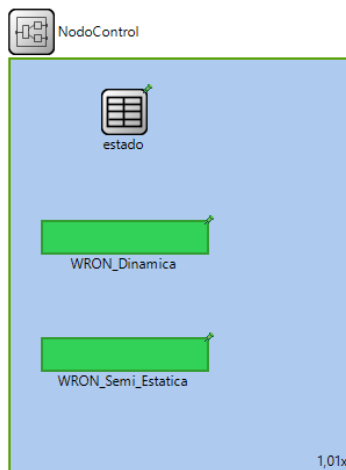 NodoControl
estado
WRON_Dinamica
WRON_Semi_Estatica
1,01x